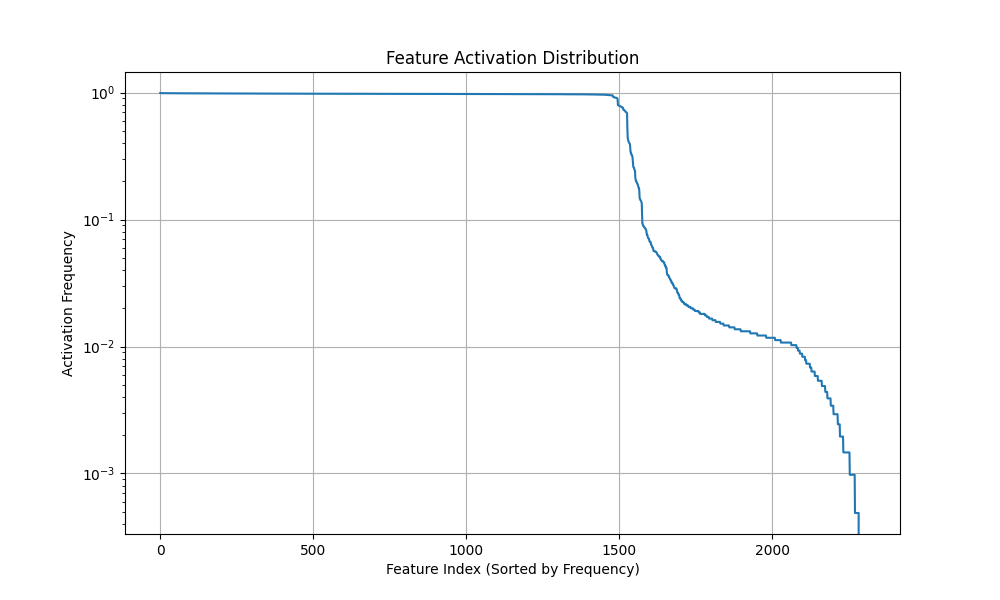 Feature Activation Distribution
Activation Frequency
10⁰
10⁻¹
10⁻²
10⁻³
0 500 1000 1500 2000
Feature Index (Sorted by Frequency)